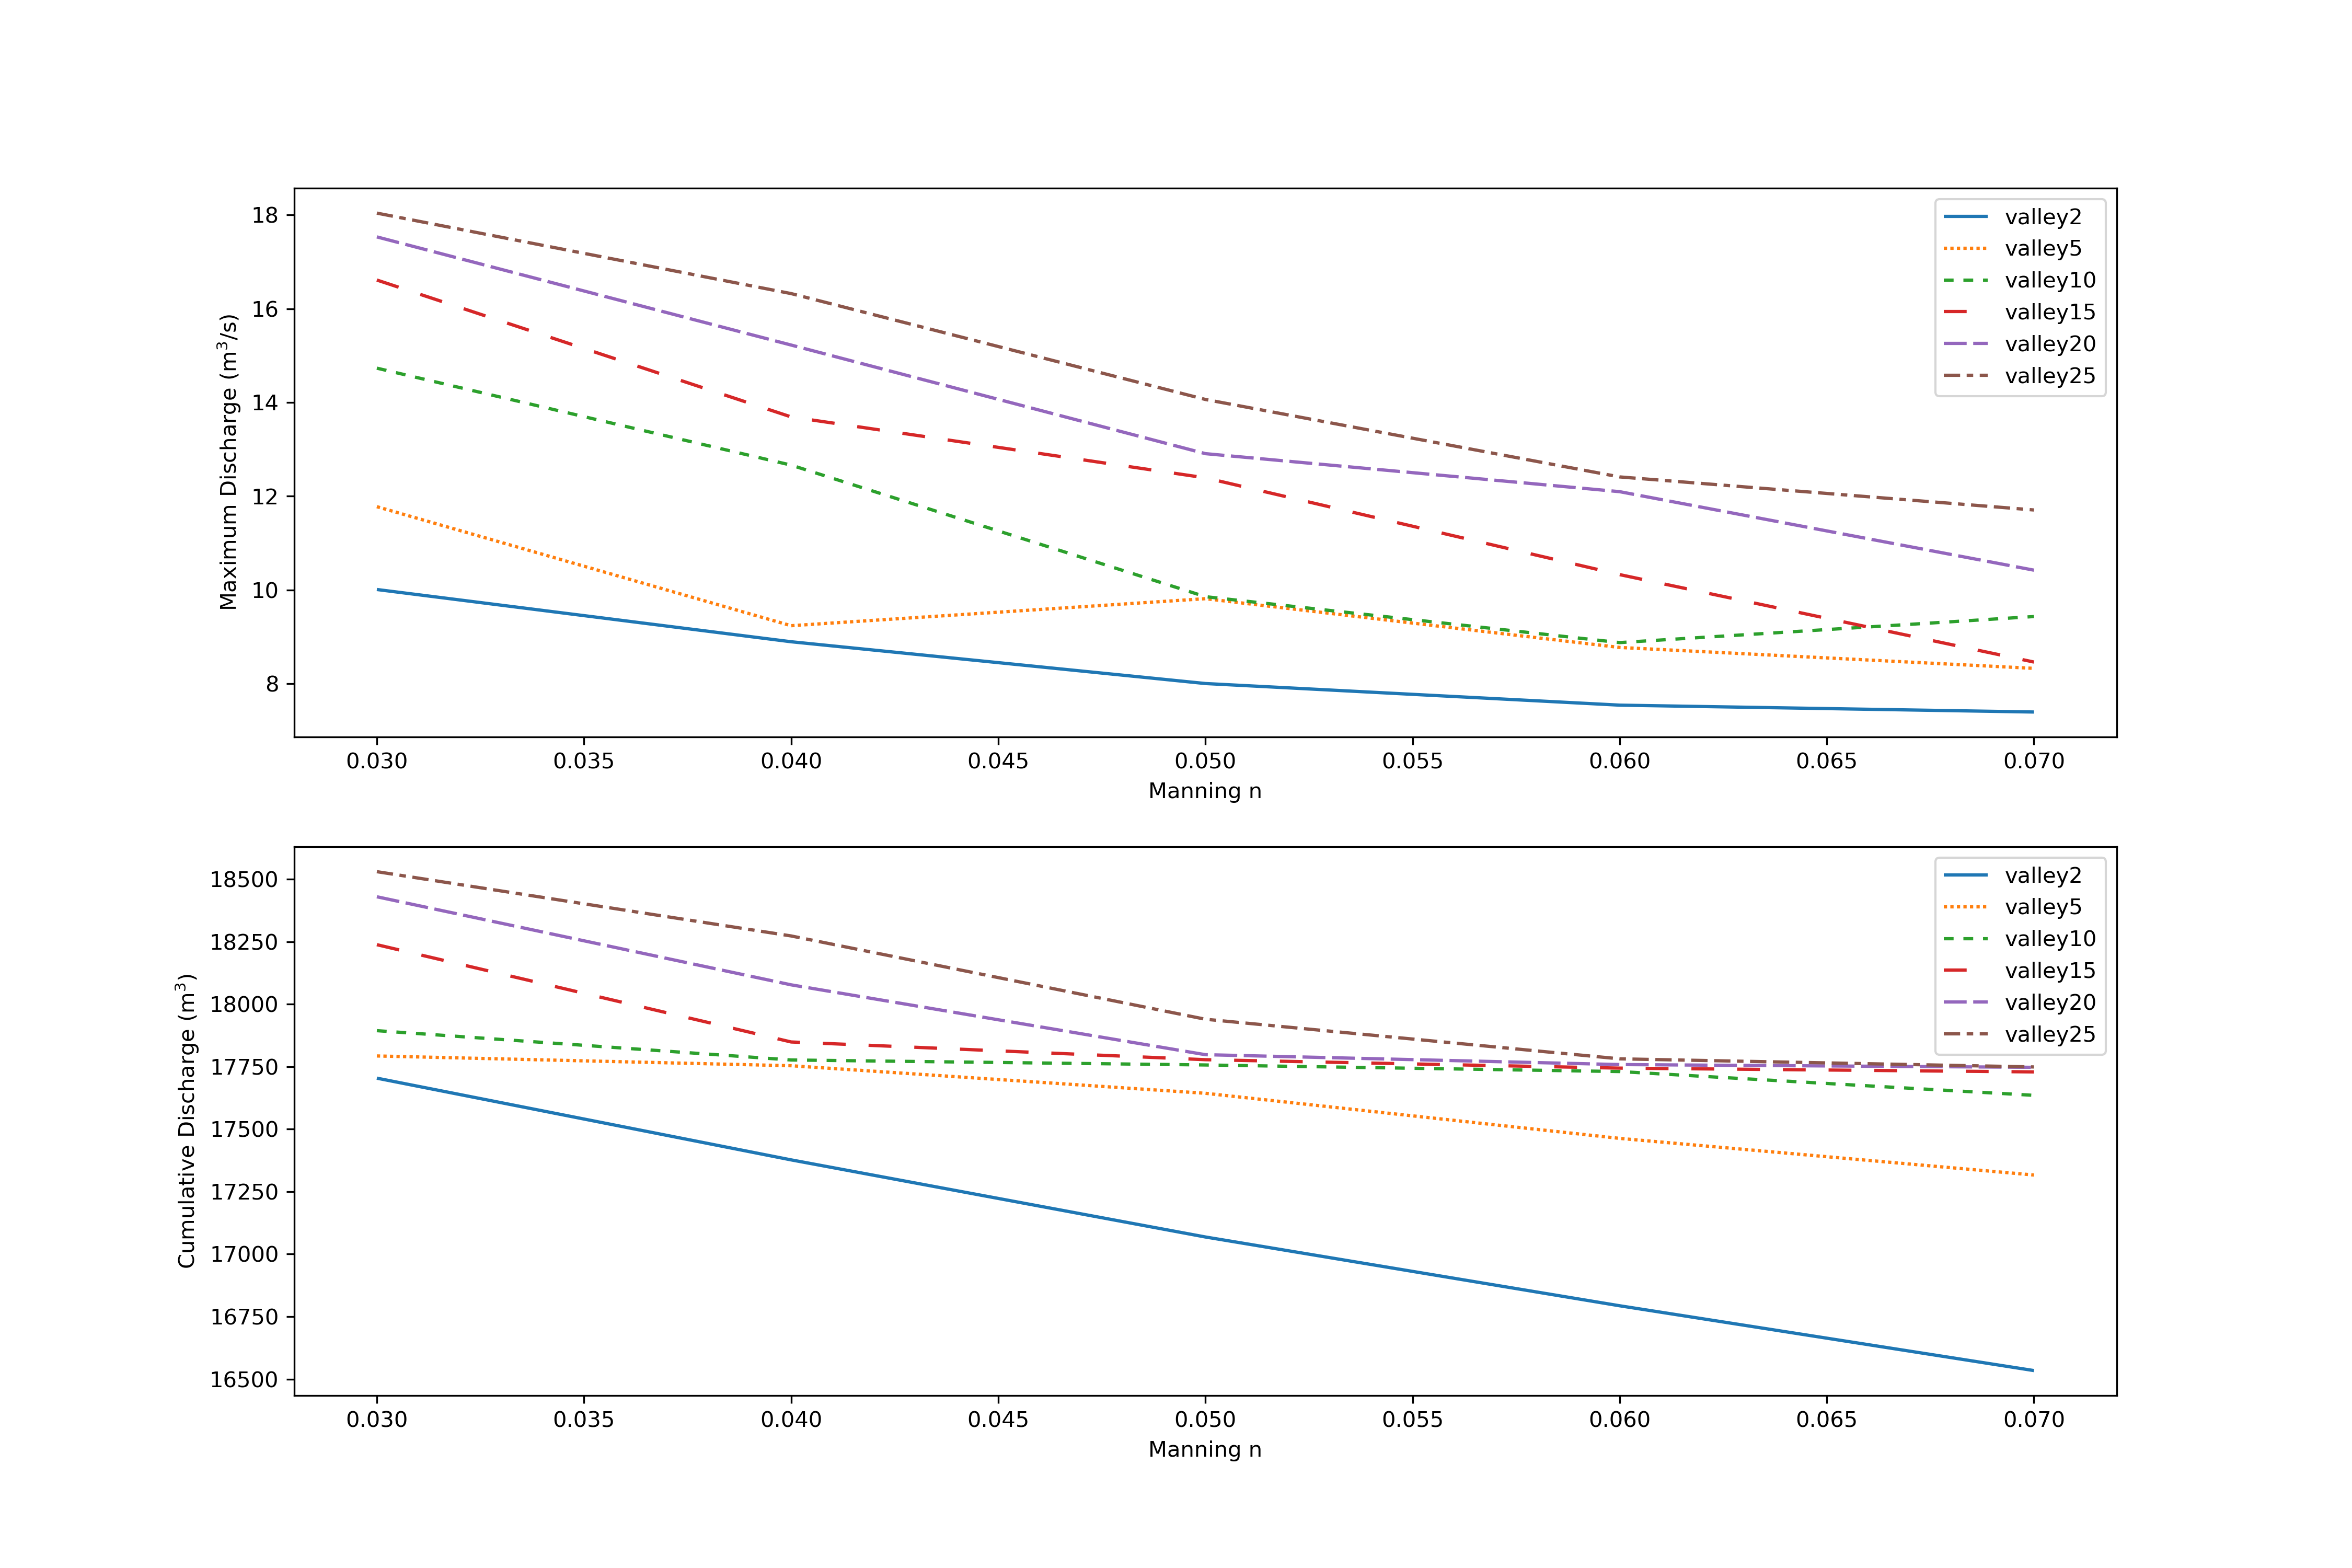 18
16
14
12
10
8
Maximum Discharge (m³/s)
valley2
valley5
valley10
valley15
valley20
valley25
0.030 0.035 0.040 0.045 0.050 0.055 0.060 0.065 0.070
Manning n
18500
18250
18000
17750
17500
17250
17000
16750
16500
Cumulative Discharge (m³)
valley2
valley5
valley10
valley15
valley20
valley25
0.030 0.035 0.040 0.045 0.050 0.055 0.060 0.065 0.070
Manning n